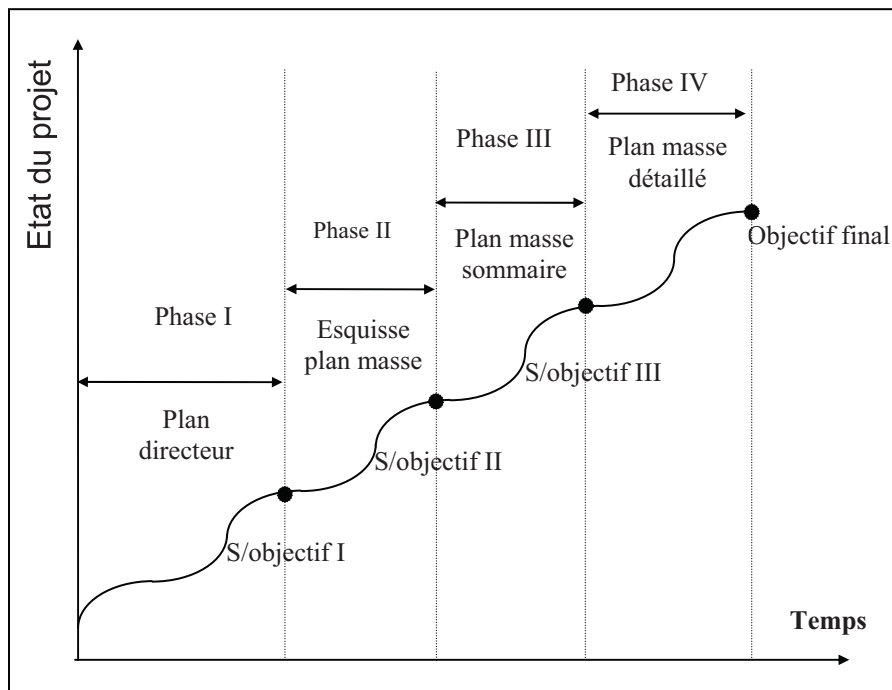 Etat du projet
Phase IV
Plan masse
détaillé
Objectif final
Phase III
Plan masse
sommaire
S/objectif III
Phase II
Esquisse
plan masse
S/objectif II
Phase I
Plan
directeur
S/objectif I
Temps